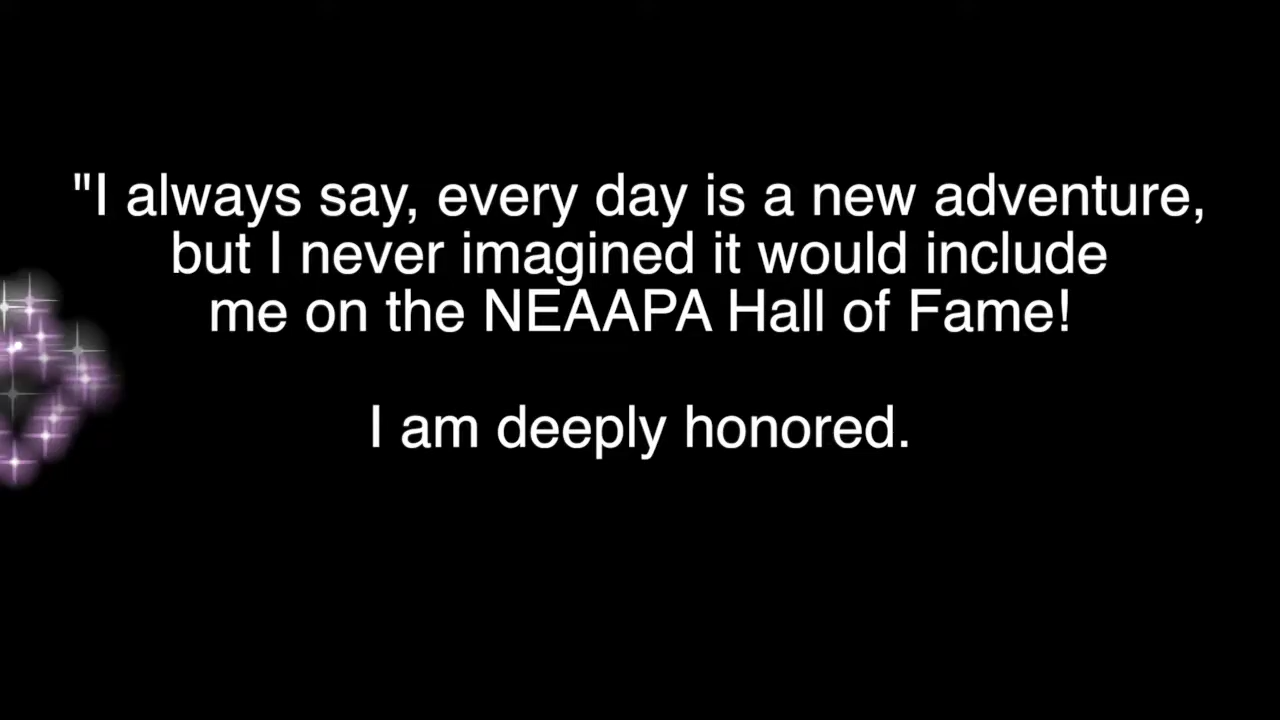 "I always say, every day is a new adventure,
but I never imagined it would include
me on the NEAAPA Hall of Fame!
I am deeply honored.